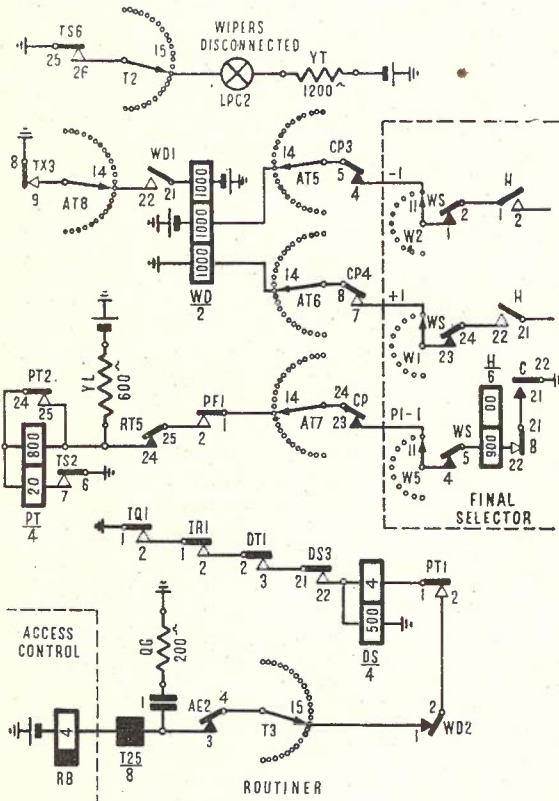 WIPERS
DISCONNECTED
TS6
25
26
T2
15
LPC2
YT
1200~
8
TX3
9
AT8
14
WD1
22
21
1000
1000
1000
WD
2
14
AT5
CP3
5
4
-1
11
W2
WS
2
1
H
1
2
14
AT6
CP4
8
7
+1
W1
WS
23
24
H
22
21
PT2
24
25
YL
600
800
20
PT
4
TS2
7
6
RT5
24
25
PF1
2
1
14
AT7
24
CP
23
P1-1
11
W5
WS
5
4
H
6
00
900
C
22
21
21
22
8
FINAL
SELECTOR
TQ1
1
2
IR1
1
2
DT1
2
3
DS3
21
22
4
500
DS
4
PT1
1
2
ACCESS
CONTROL
4
RB
T25
8
QG
200~
1
AE2
4
3
T3
15
2
1
WD2
ROUTINER